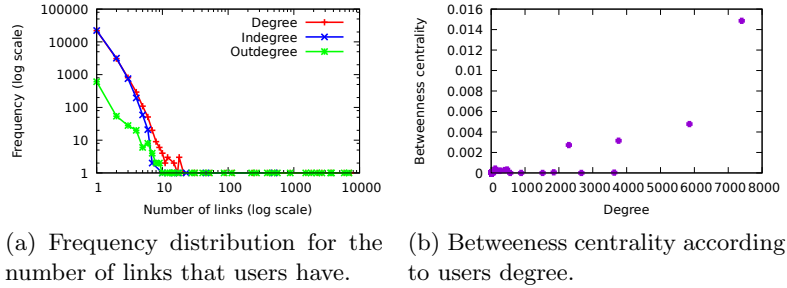 Frequency (log scale)
100000
10000
1000
100
10
1
Degree
Indegree
Outdegree
1 10 100 1000 10000
Number of links (log scale)
(a) Frequency distribution for the
number of links that users have.
Betweenness centrality
0.016
0.014
0.012
0.01
0.008
0.006
0.004
0.002
0
0 1000 2000 3000 4000 5000 6000 7000 8000
Degree
(b) Betweeness centrality according
to users degree.